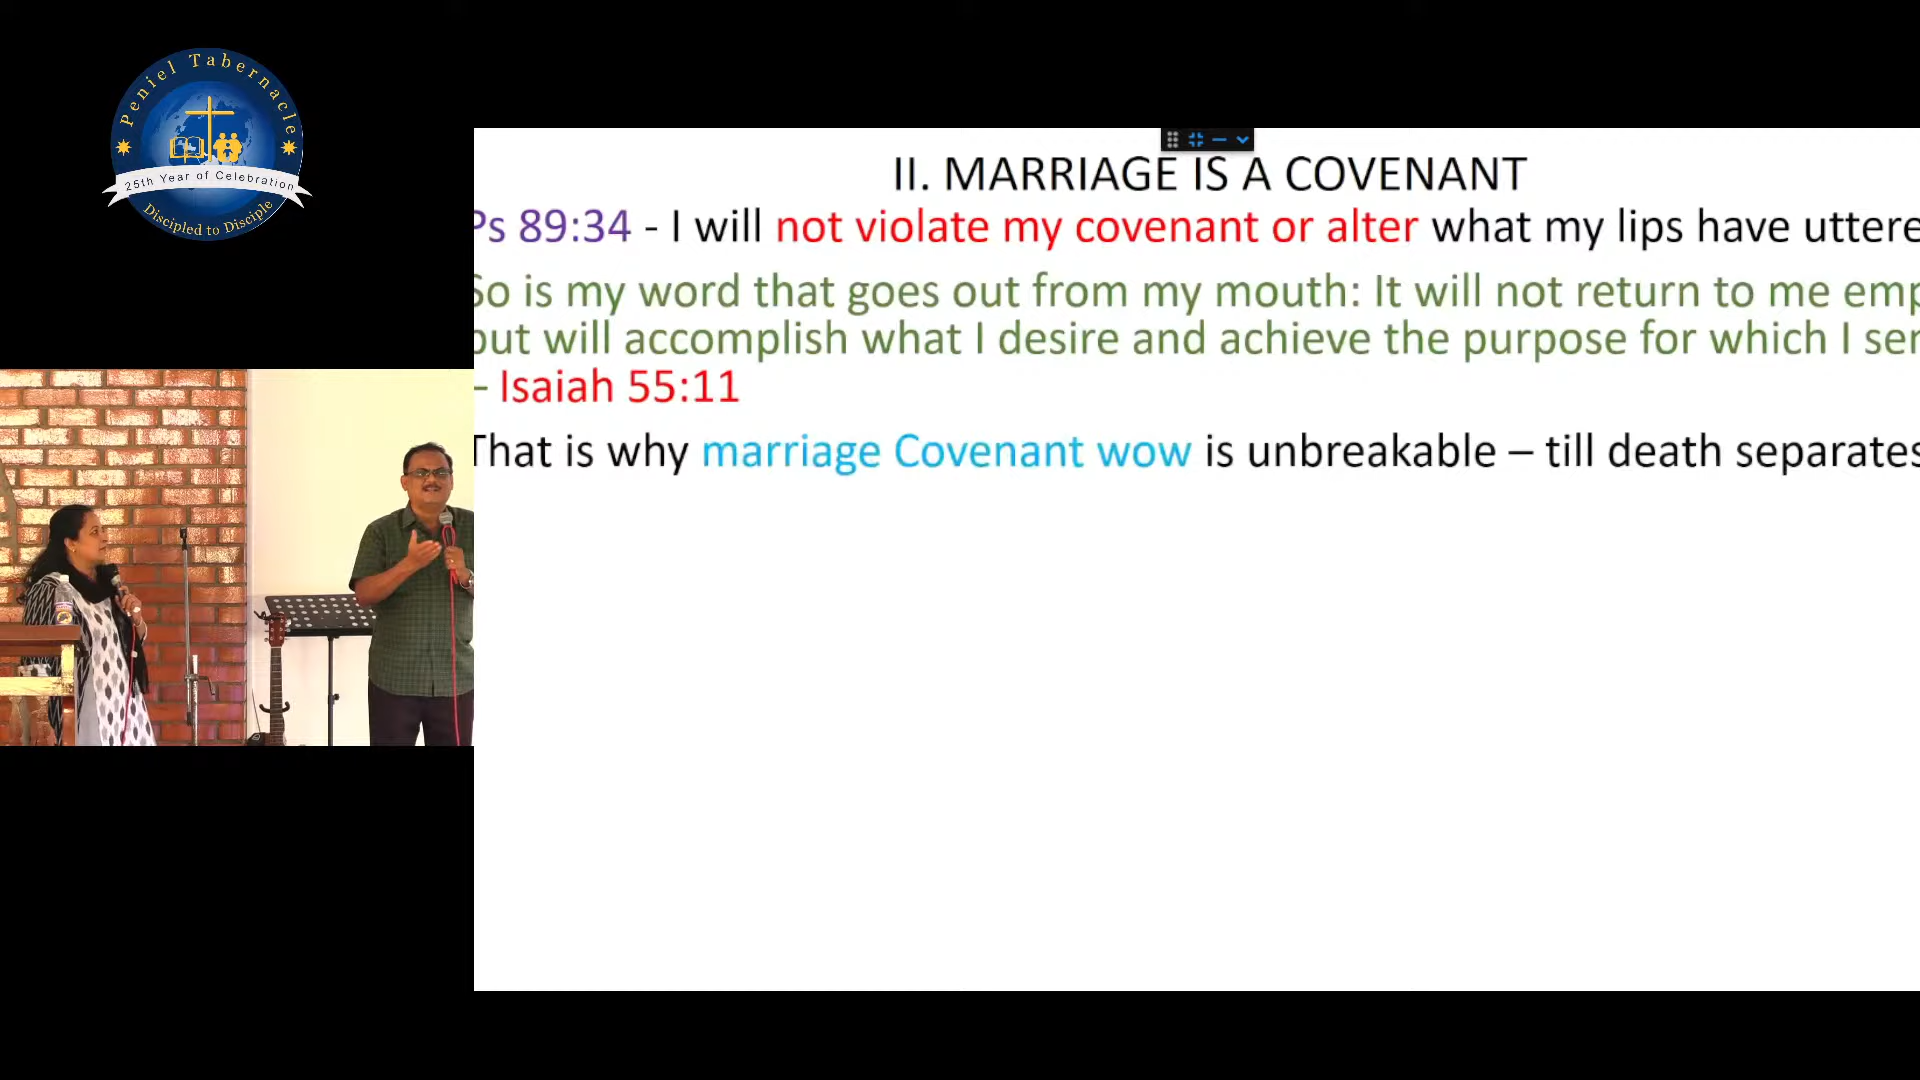 Peniel Tabernacle
25th Year of Celebration
Discipled to Disciple
II. MARRIAGE IS A COVENANT
Ps 89:34 - I will not violate my covenant or alter what my lips have uttere
So is my word that goes out from my mouth: It will not return to me emp
but will accomplish what I desire and achieve the purpose for which I sen
– Isaiah 55:11
That is why marriage Covenant wow is unbreakable – till death separates